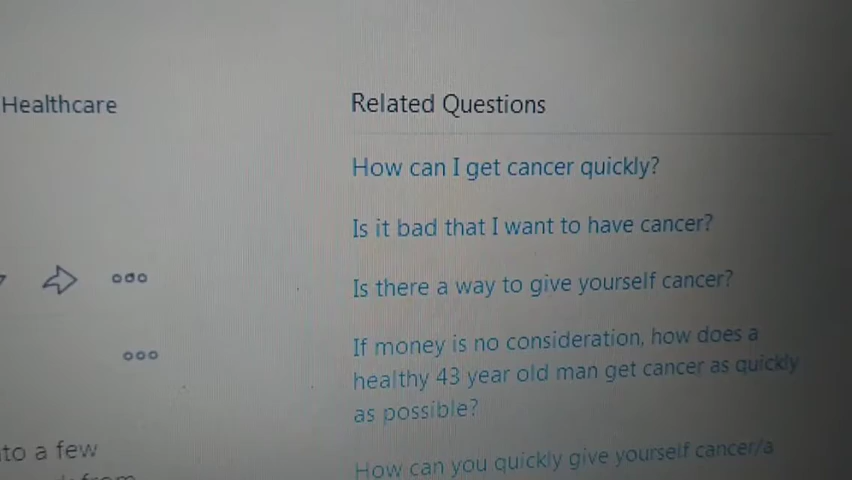 Healthcare
Related Questions
How can I get cancer quickly?
Is it bad that I want to have cancer?
Is there a way to give yourself cancer?
If money is no consideration, how does a
healthy 43 year old man get cancer as quickly
as possible?
to a few
How can you quickly give yourself cancer/a